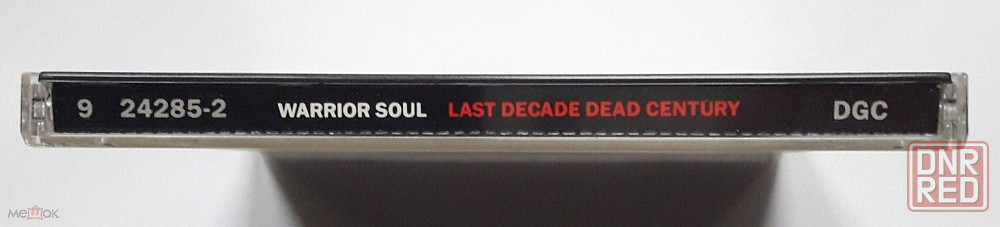 9 24285-2 WARRIOR SOUL LAST DECADE DEAD CENTURY DGC
DNR
RED
мешок